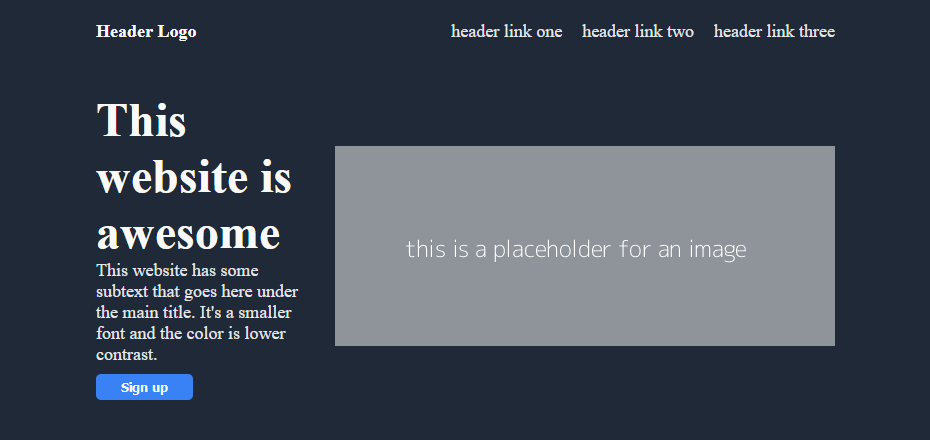 Header Logo
header link one
header link two
header link three
This
website is
awesome
This website has some
subtext that goes here under
the main title. It's a smaller
font and the color is lower
contrast.
Sign up
this is a placeholder for an image